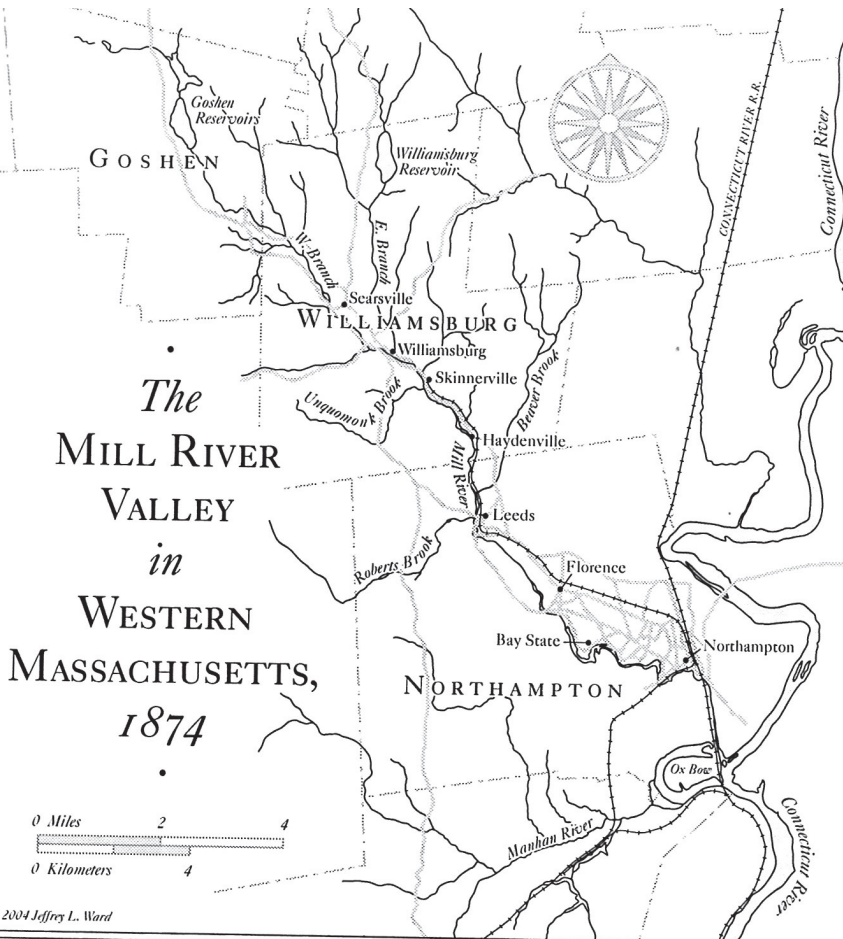 Goshen
Reservoirs
GOSHEN
Williamsburg
Reservoir
CONNECTICUT RIVER R.R.
Connecticut River
W. Branch
E. Branch
Searsville
WILLIAMSBURG
Williamsburg
Skinnerville
Unquomonk Brook
Beaver Brook
Haydenville
Mill River
The
MILL RIVER
VALLEY
in
WESTERN
MASSACHUSETTS,
1874
Leeds
Roberts Brook
Florence
Bay State
Northampton
NORTHAMPTON
Ox Bow
Connecticut River
Manhan River
0 Miles 2 4
0 Kilometers 4
2004 Jeffrey L. Ward